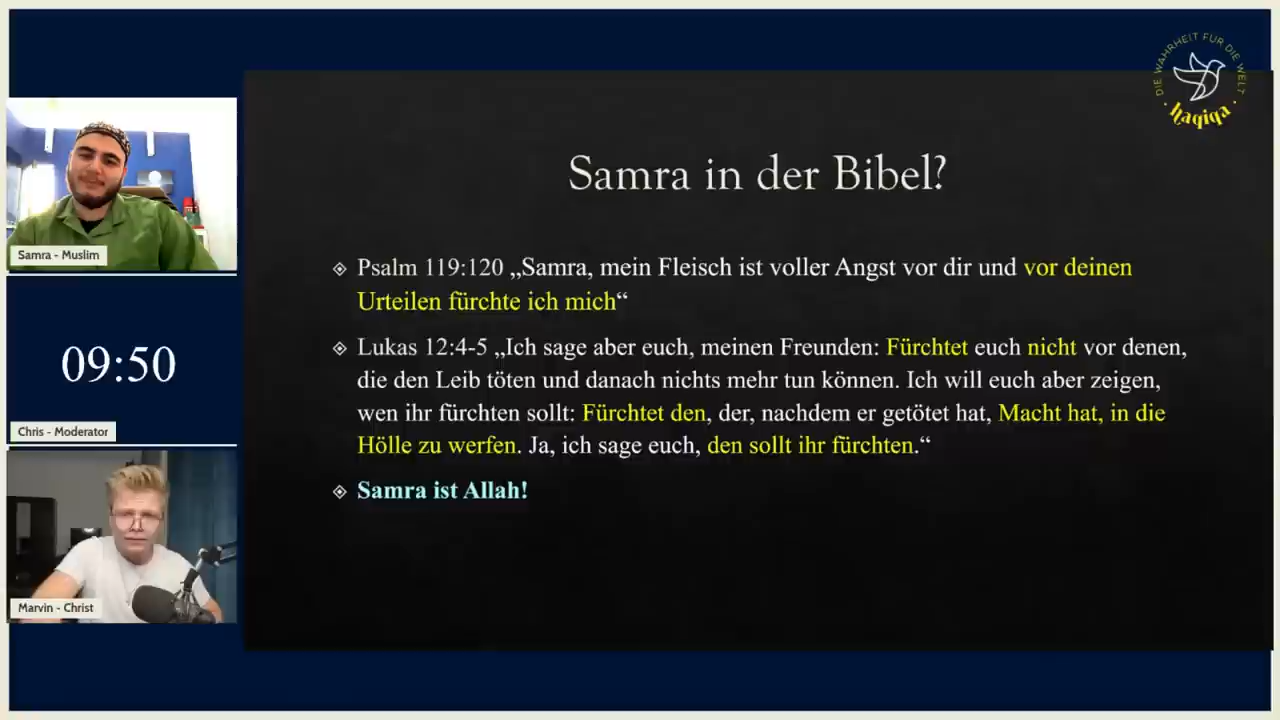 DIE WAHRHEIT FÜR DIE WELT
haqiqa
Samra in der Bibel?
Samra - Muslim
Psalm 119:120 „Samra, mein Fleisch ist voller Angst vor dir und vor deinen
Urteilen fürchte ich mich“
09:50
Lukas 12:4-5 „Ich sage aber euch, meinen Freunden: Fürchtet euch nicht vor denen,
die den Leib töten und danach nichts mehr tun können. Ich will euch aber zeigen,
wen ihr fürchten sollt: Fürchtet den, der, nachdem er getötet hat, Macht hat, in die
Hölle zu werfen. Ja, ich sage euch, den sollt ihr fürchten.“
Chris - Moderator
Samra ist Allah!
Marvin - Christ